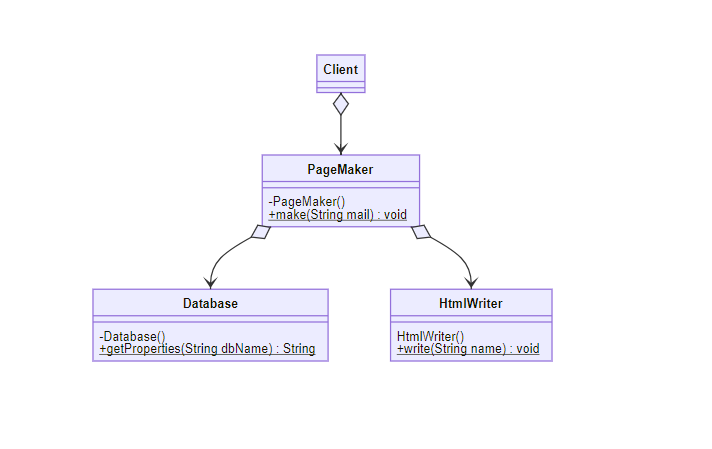 Client
PageMaker
-PageMaker()
+make(String mail) : void
Database
-Database()
+getProperties(String dbName) : String
HtmlWriter
HtmlWriter()
+write(String name) : void